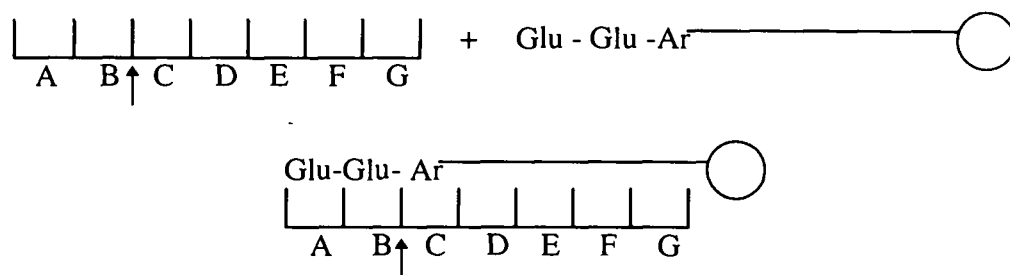 + Glu - Glu -Ar
A B C D E F G
Glu-Glu- Ar
A B C D E F G